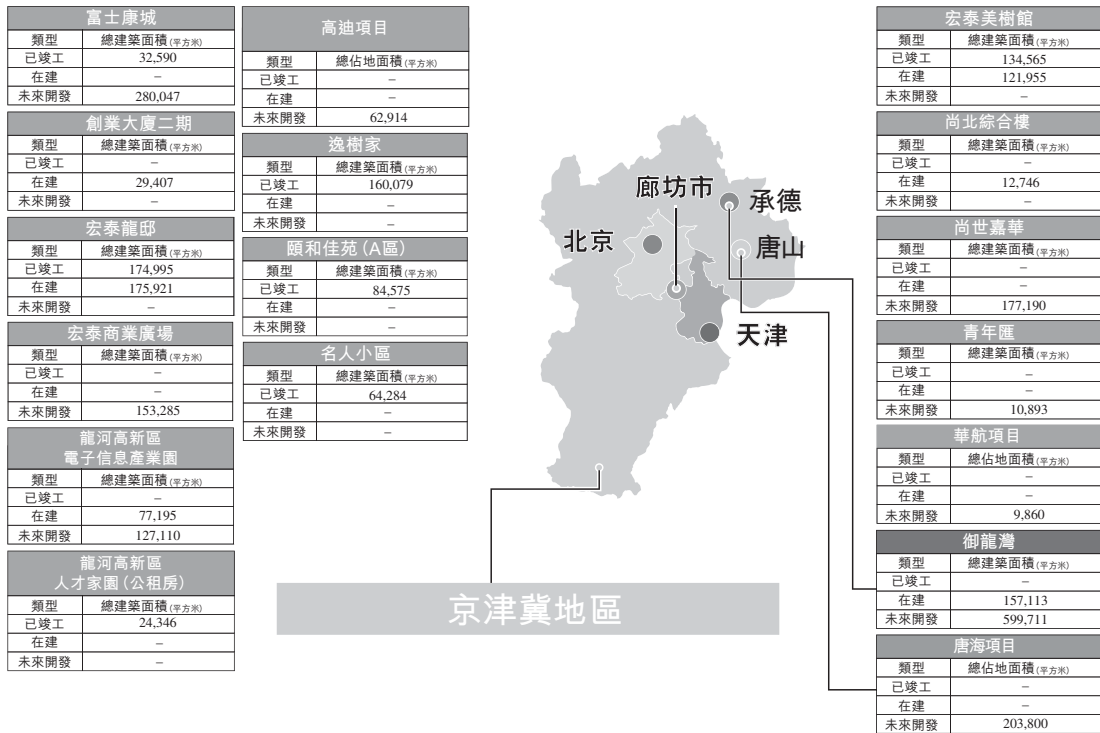 富士康城
類型 總建築面積(平方米)
已竣工 32,590
在建 –
未來開發 280,047
創業大廈二期
類型 總建築面積(平方米)
已竣工 –
在建 29,407
未來開發 –
宏泰龍邸
類型 總建築面積(平方米)
已竣工 174,995
在建 175,921
未來開發 –
宏泰商業廣場
類型 總建築面積(平方米)
已竣工 –
在建 –
未來開發 153,285
龍河高新區
電子信息產業園
類型 總建築面積(平方米)
已竣工 –
在建 77,195
未來開發 127,110
龍河高新區
人才家園(公租房)
類型 總建築面積(平方米)
已竣工 24,346
在建 –
未來開發 –
高迪項目
類型 總佔地面積(平方米)
已竣工 –
在建 –
未來開發 62,914
逸樹家
類型 總建築面積(平方米)
已竣工 160,079
在建 –
未來開發 –
頤和佳苑(A區)
類型 總建築面積(平方米)
已竣工 84,575
在建 –
未來開發 –
名人小區
類型 總建築面積(平方米)
已竣工 64,284
在建 –
未來開發 –
廊坊市
承德
北京
唐山
天津
京津冀地區
宏泰美樹館
類型 總建築面積(平方米)
已竣工 134,565
在建 121,955
未來開發 –
尚北綜合樓
類型 總建築面積(平方米)
已竣工 –
在建 12,746
未來開發 –
尚世嘉華
類型 總建築面積(平方米)
已竣工 –
在建 –
未來開發 177,190
青年匯
類型 總建築面積(平方米)
已竣工 –
在建 –
未來開發 10,893
華航項目
類型 總佔地面積(平方米)
已竣工 –
在建 –
未來開發 9,860
御龍灣
類型 總建築面積(平方米)
已竣工 –
在建 157,113
未來開發 599,711
唐海項目
類型 總佔地面積(平方米)
已竣工 –
在建 –
未來開發 203,800